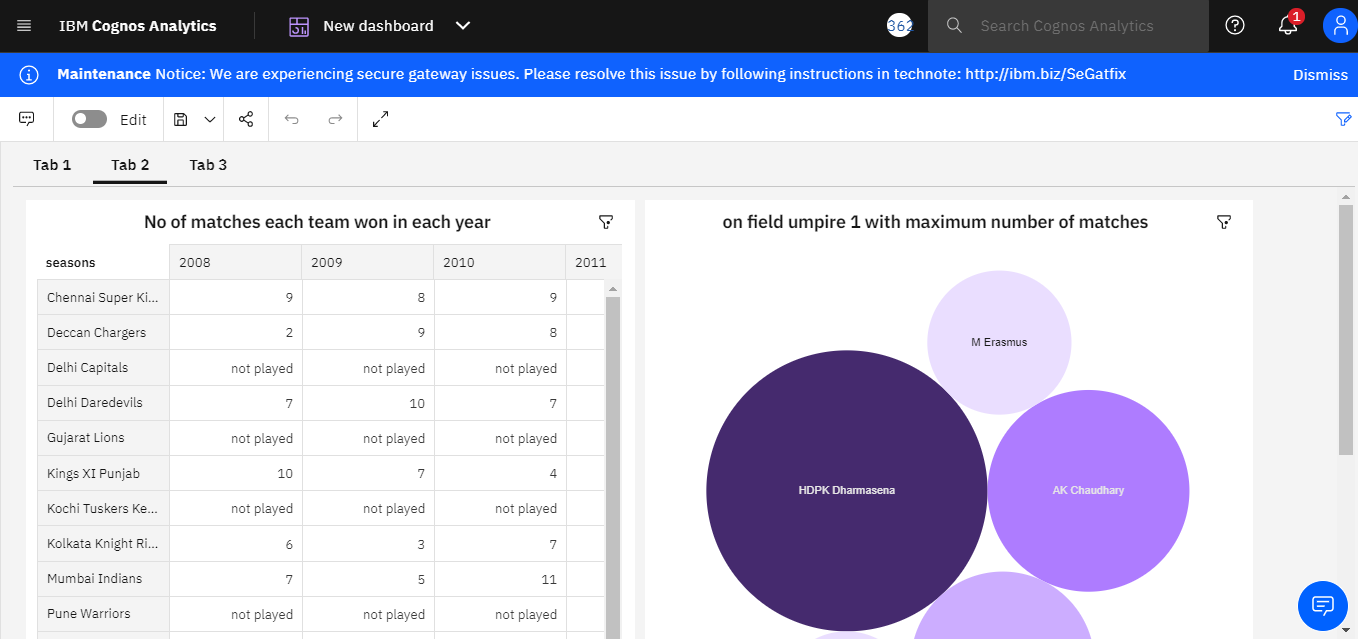 IBM Cognos Analytics New dashboard 362 Search Cognos Analytics 1
Maintenance Notice: We are experiencing secure gateway issues. Please resolve this issue by following instructions in technote: http://ibm.biz/SeGatfix Dismiss
Edit
Tab 1 Tab 2 Tab 3
No of matches each team won in each year
seasons 2008 2009 2010 2011
Chennai Super Ki... 9 8 9
Deccan Chargers 2 9 8
Delhi Capitals not played not played not played
Delhi Daredevils 7 10 7
Gujarat Lions not played not played not played
Kings XI Punjab 10 7 4
Kochi Tuskers Ke... not played not played not played
Kolkata Knight Ri... 6 3 7
Mumbai Indians 7 5 11
Pune Warriors not played not played not played
on field umpire 1 with maximum number of matches
M Erasmus
HDPK Dharmasena
AK Chaudhary